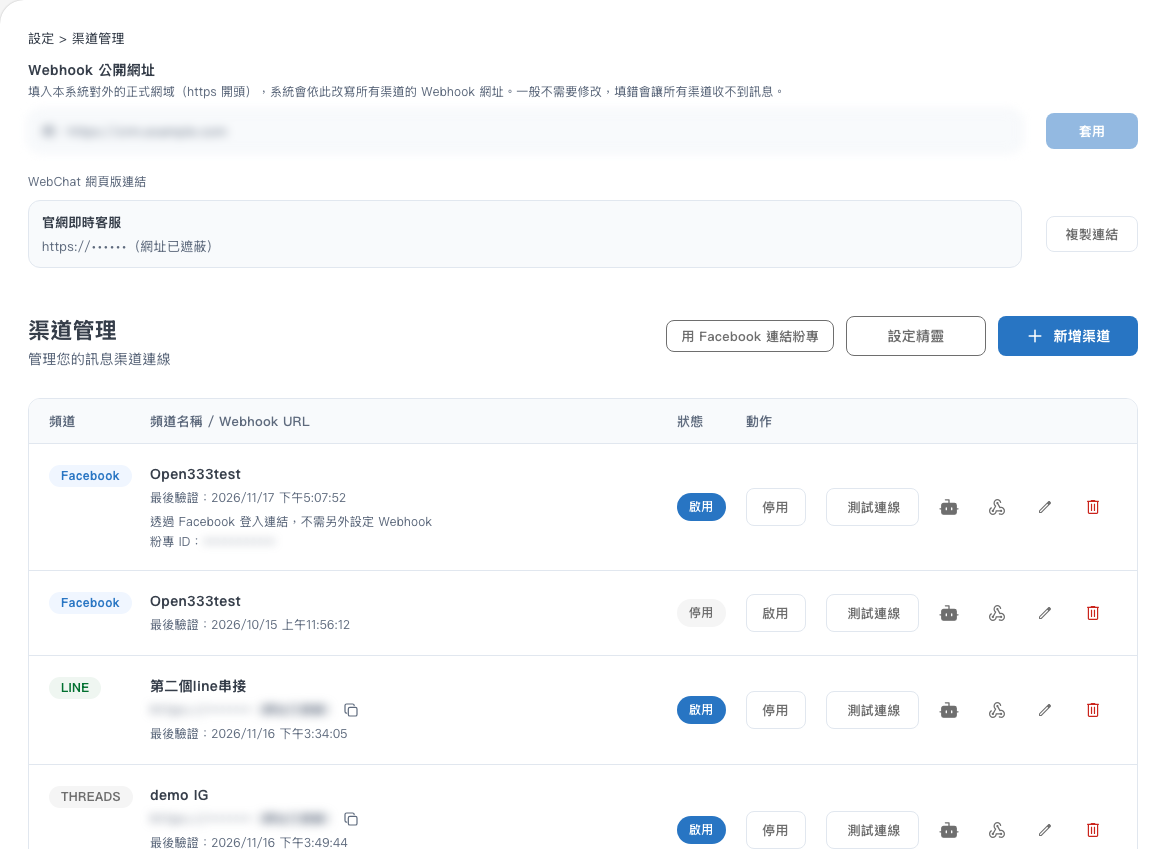 設定 > 渠道管理
Webhook 公開網址
填入本系統對外的正式網域（https 開頭），系統會依此改寫所有渠道的 Webhook 網址。一般不需要修改，填錯會讓所有渠道收不到訊息。
套用
WebChat 網頁版連結
官網即時客服
https://••••••（網址已遮蔽）
複製連結
渠道管理
管理您的訊息渠道連線
用 Facebook 連結粉專
設定精靈
+ 新增渠道
頻道 頻道名稱 / Webhook URL 狀態 動作
Facebook
Open333test
最後驗證：2026/11/17 下午5:07:52
透過 Facebook 登入連結，不需另外設定 Webhook
粉專 ID：
啟用 停用 測試連線
Facebook
Open333test
最後驗證：2026/10/15 上午11:56:12
停用 啟用 測試連線
LINE
第二個line串接
最後驗證：2026/11/16 下午3:34:05
啟用 停用 測試連線
THREADS
demo IG
最後驗證：2026/11/16 下午3:49:44
啟用 停用 測試連線